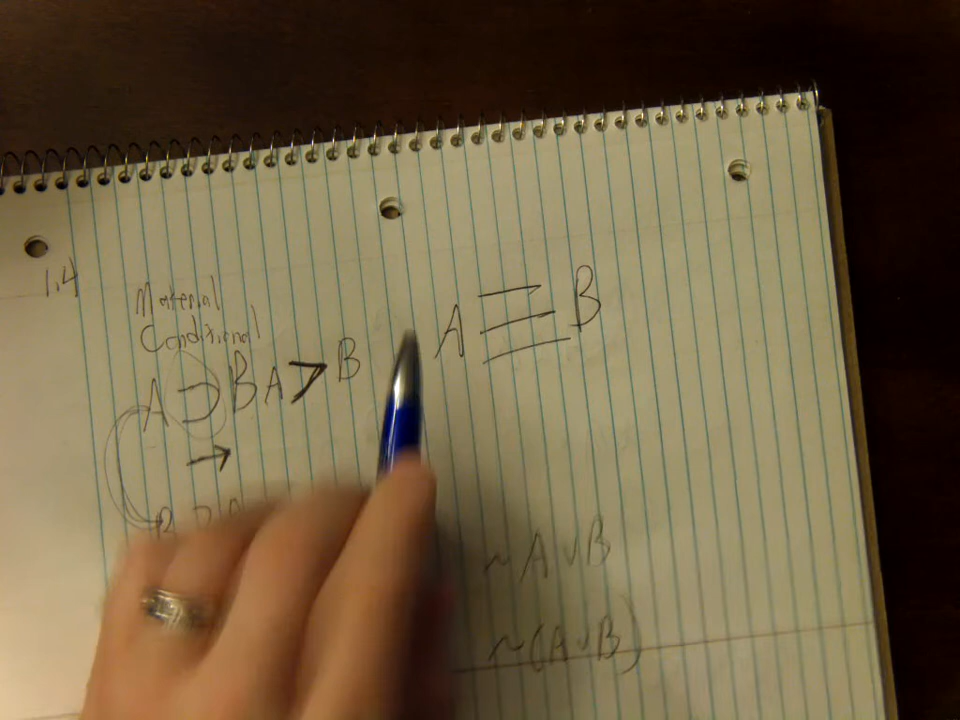 1.4
Material
Conditional
A ⊃ B A > B
A ≡ B
→
~A∪B
~(A∪B)